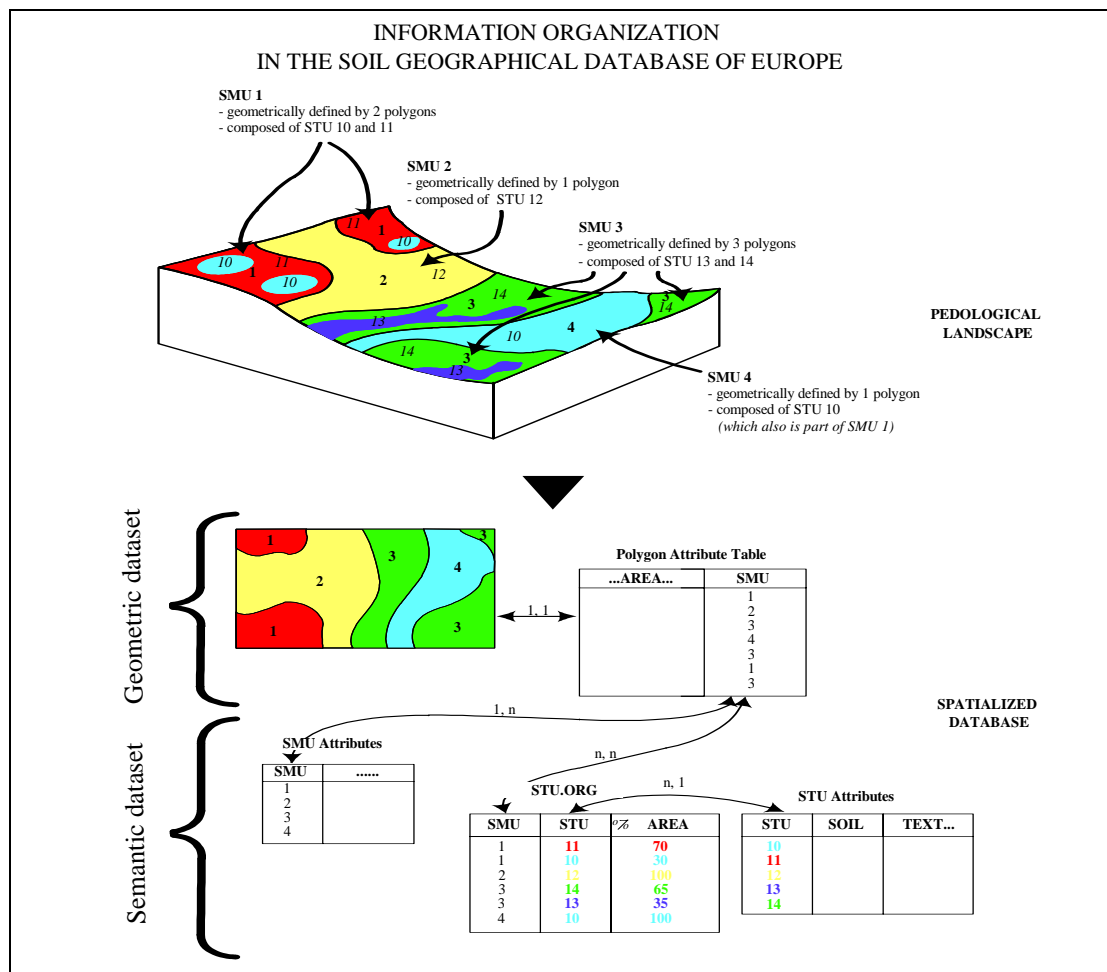 INFORMATION ORGANIZATION
IN THE SOIL GEOGRAPHICAL DATABASE OF EUROPE
SMU 1
- geometrically defined by 2 polygons
- composed of STU 10 and 11
SMU 2
- geometrically defined by 1 polygon
- composed of STU 12
SMU 3
- geometrically defined by 3 polygons
- composed of STU 13 and 14
11
1
10
10
11
1
10
2
12
3
14
13
3
14
4
10
14
3
13
PEDOLOGICAL
LANDSCAPE
SMU 4
- geometrically defined by 1 polygon
- composed of STU 10
(which also is part of SMU 1)
Geometric dataset
1
2
3
4
3
1
3
1, 1
Polygon Attribute Table
...AREA... SMU
1
2
3
4
3
1
3
SPATIALIZED
DATABASE
Semantic dataset
1, n
n, n
n, 1
SMU Attributes
SMU ......
1
2
3
4
STU.ORG
SMU STU % AREA
1 11 70
1 10 30
2 12 100
3 14 65
3 13 35
4 10 100
STU Attributes
STU SOIL TEXT...
10
11
12
13
14